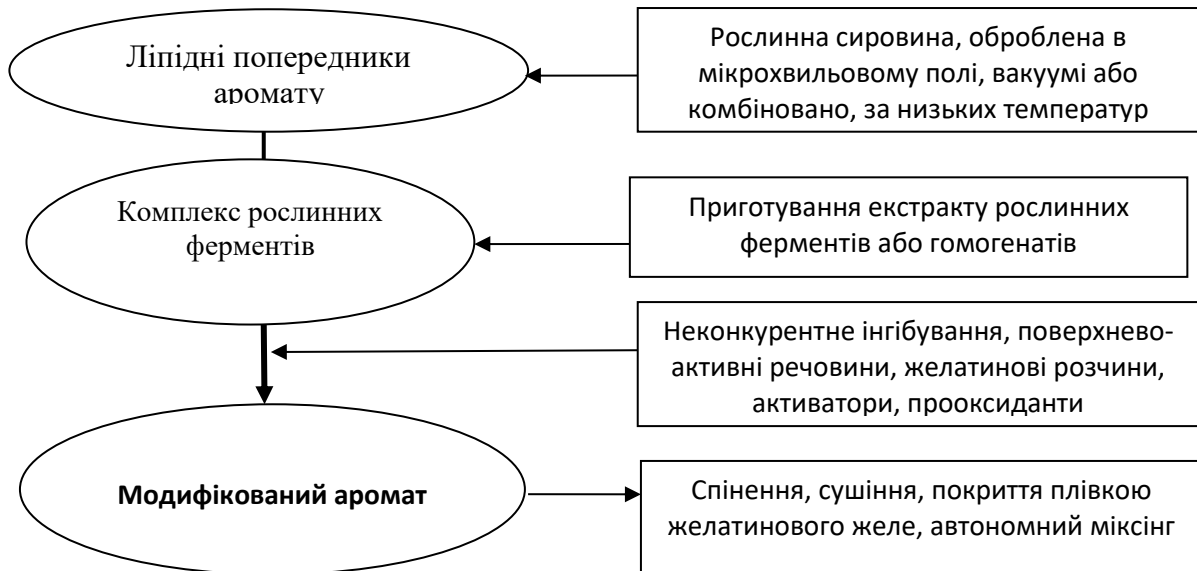 Ліпідні попередники
аромату
Рослинна сировина, оброблена в
мікрохвильовому полі, вакуумі або
комбіновано, за низьких температур
Комплекс рослинних
ферментів
Приготування екстракту рослинних
ферментів або гомогенатів
Неконкурентне інгібування, поверхнево-
активні речовини, желатинові розчини,
активатори, прооксиданти
Модифікований аромат
Спінення, сушіння, покриття плівкою
желатинового желе, автономний міксінг